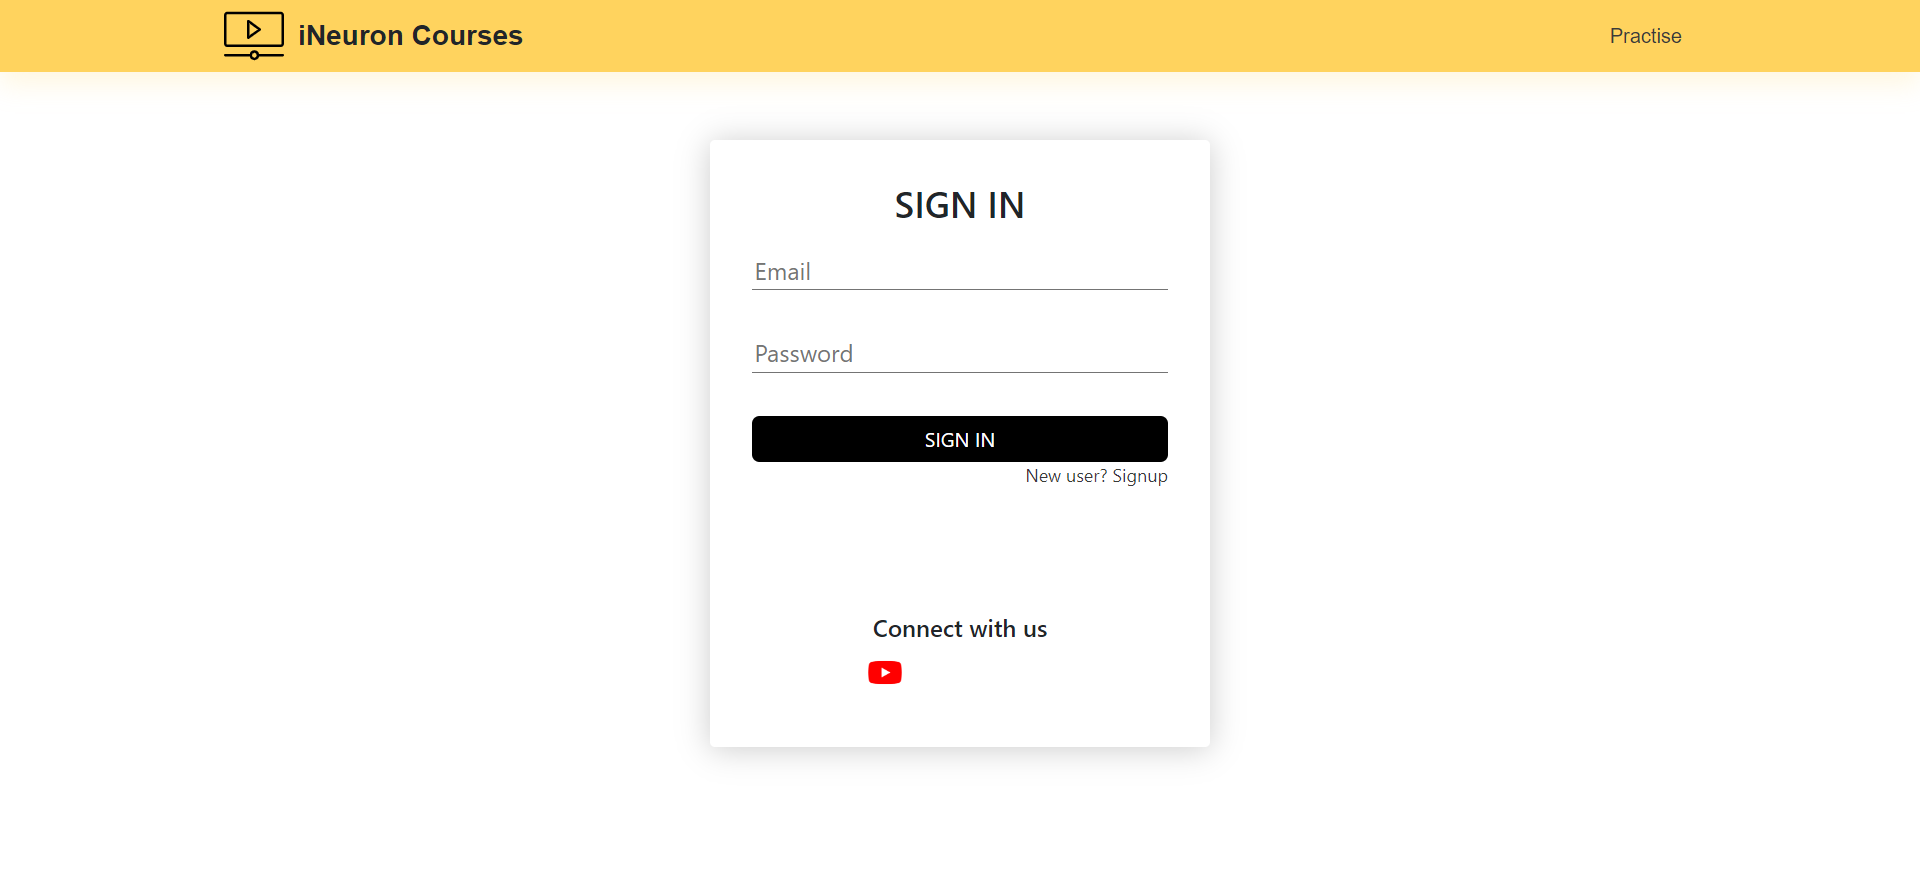 iNeuron Courses
Practise
SIGN IN
Email
Password
SIGN IN
New user? Signup
Connect with us